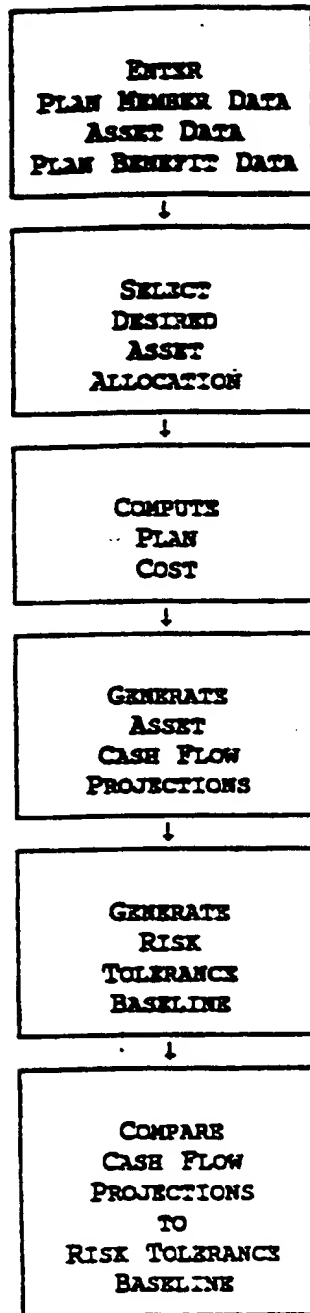 ENTER
PLAN MEMBER DATA
ASSET DATA
PLAN BENEFIT DATA
↓
SELECT
DESIRED
ASSET
ALLOCATION
↓
COMPUTE
PLAN
COST
↓
GENERATE
ASSET
CASH FLOW
PROJECTIONS
↓
GENERATE
RISK
TOLERANCE
BASELINE
↓
COMPARE
CASH FLOW
PROJECTIONS
TO
RISK TOLERANCE
BASELINE